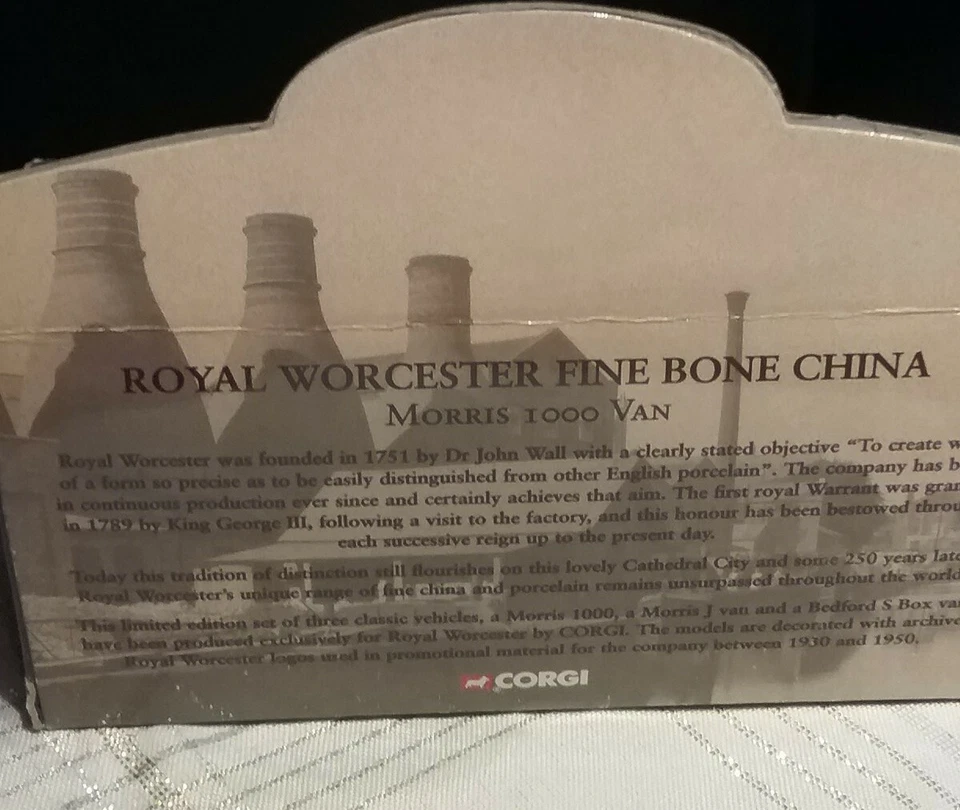 ROYAL WORCESTER FINE BONE CHINA
MORRIS 1000 VAN
Royal Worcester was founded in 1751 by Dr John Wall with a clearly stated objective “To create
of a form so precise as to be easily distinguished from other English porcelain”. The company has
in continuous production ever since and certainly achieves that aim. The first royal Warrant was
in 1789 by King George III, following a visit to the factory, and this honour has been bestowed
each successive reign up to the present day.
Today this tradition of distinction still flourishes on this lovely Cathedral City and some 250 years
Royal Worcester's unique range of fine china and porcelain remains unsurpassed throughout the world
This limited edition set of three classic vehicles, a Morris 1000, a Morris J van and a Bedford S Box
have been produced exclusively for Royal Worcester by CORGI. The models are decorated with
Royal Worcester logos used in promotional material for the company between 1930 and 1950.
CORGI